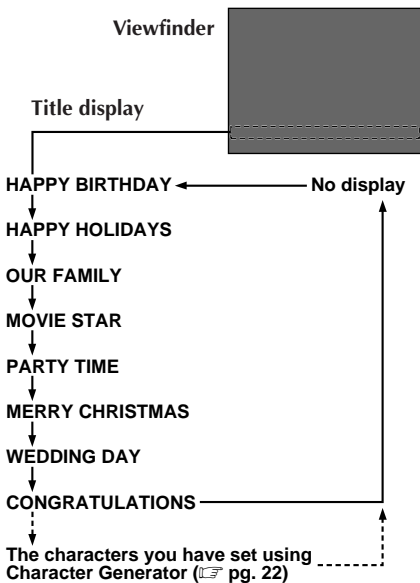 Viewfinder
Title display
HAPPY BIRTHDAY
No display
HAPPY HOLIDAYS
OUR FAMILY
MOVIE STAR
PARTY TIME
MERRY CHRISTMAS
WEDDING DAY
CONGRATULATIONS
The characters you have set using
Character Generator (☞ pg. 22)